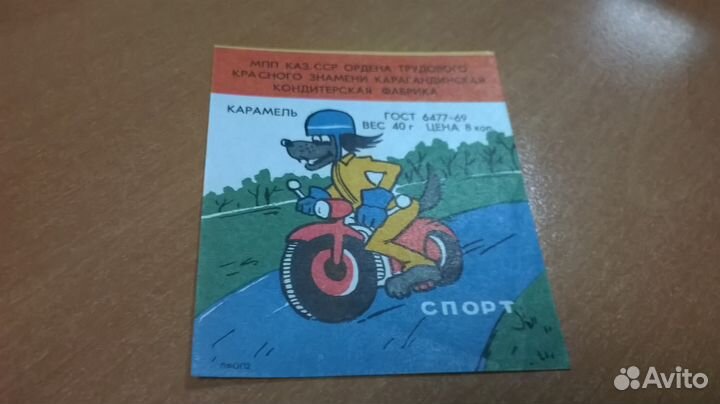 МПП КАЗ. ССР ОРДЕНА ТРУДОВОГО
КРАСНОГО ЗНАМЕНИ КАРАГАНДИНСКАЯ
КОНДИТЕРСКАЯ ФАБРИКА
КАРАМЕЛЬ
ГОСТ 6477-69
ВЕС 40 г ЦЕНА 8 коп
СПОРТ
Avito